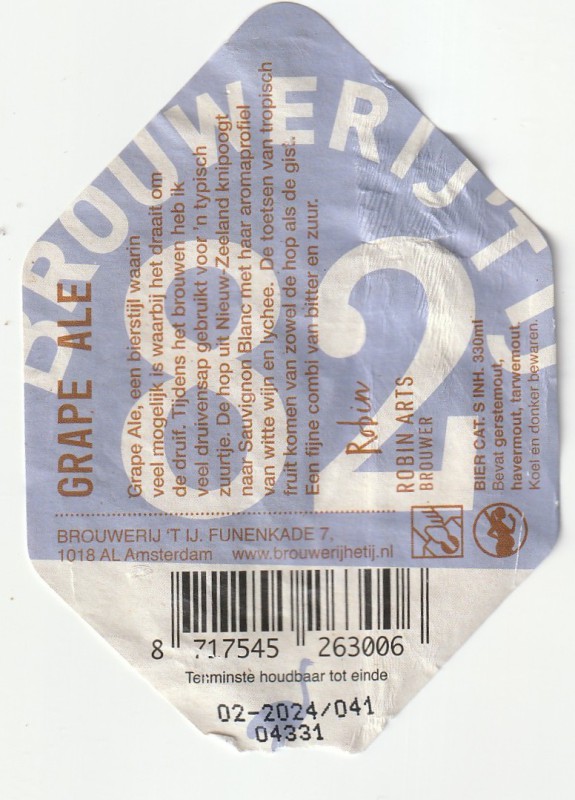 BROUWERIJ 'T IJ
82
GRAPE ALE
Grape Ale, een bierstijl waarin
veel mogelijk is waarbij het draait om
de druif. Tijdens het brouwen heb ik
veel druivensap gebruikt voor 'n typisch
zuurtje. De hop uit Nieuw-Zeeland knipoogt
naar Sauvignon Blanc met haar aromaprofiel
van witte wijn en lychee. De toetsen van tropisch
fruit komen van zowel de hop als de gist.
Een fijne combi van bitter en zuur.
Robin
ROBIN ARTS
BROUWER
BIER CAT. S INH. 330ml
Bevat gerstemout,
havermout, tarwemout.
Koel en donker bewaren.
BROUWERIJ 'T IJ. FUNENKADE 7,
1018 AL Amsterdam www.brouwerijhetij.nl
8 717545 263006
Tenminste houdbaar tot einde
02-2024/041
04331